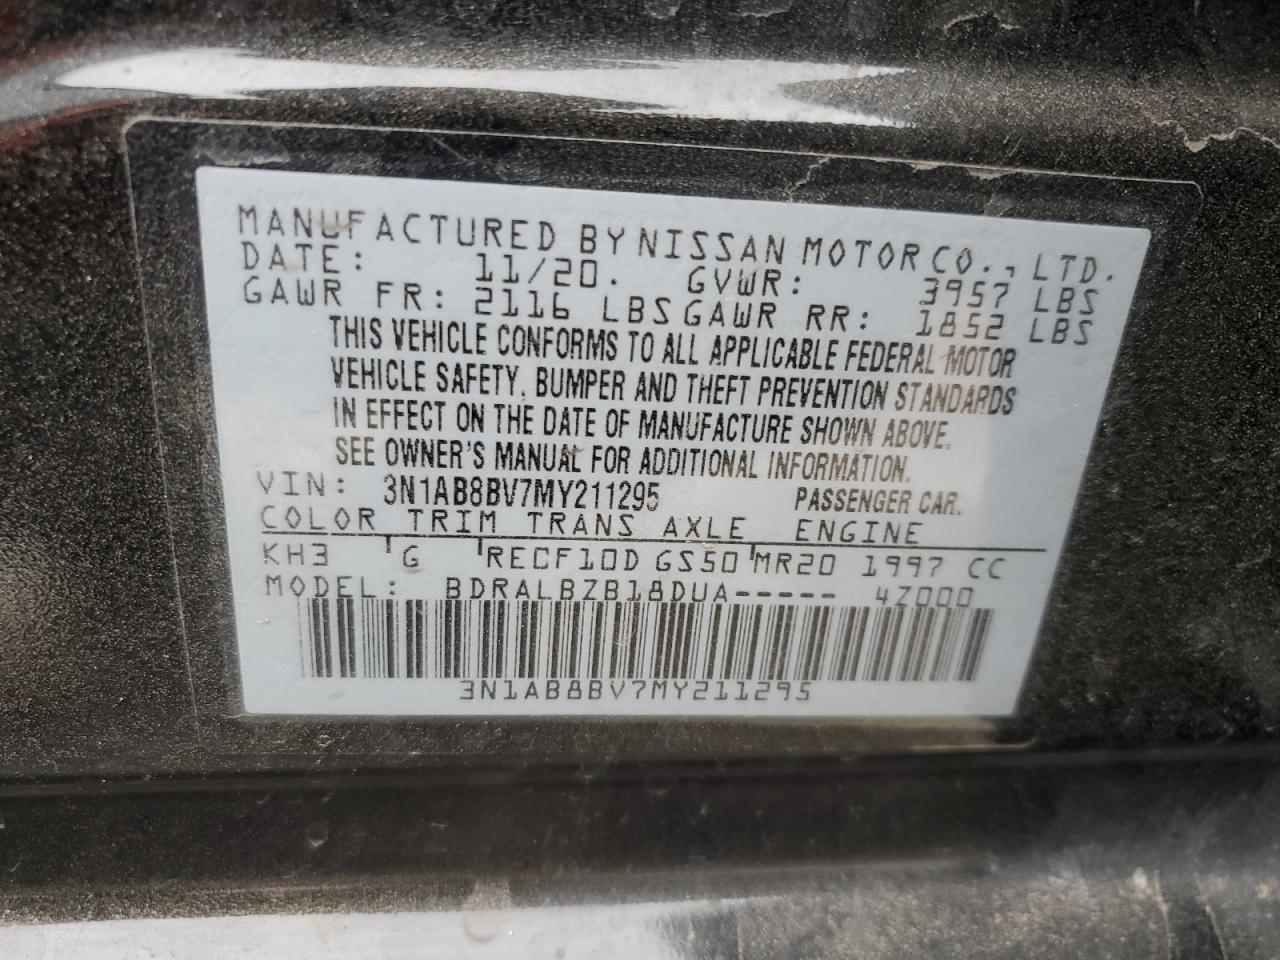 MANUFACTURED BY NISSAN MOTOR CO., LTD.
DATE: 11/20. GVWR: 3957 LBS
GAWR FR: 2116 LBS GAWR RR: 1852 LBS
THIS VEHICLE CONFORMS TO ALL APPLICABLE FEDERAL MOTOR
VEHICLE SAFETY, BUMPER AND THEFT PREVENTION STANDARDS
IN EFFECT ON THE DATE OF MANUFACTURE SHOWN ABOVE.
SEE OWNER'S MANUAL FOR ADDITIONAL INFORMATION.
VIN: 3N1AB8BV7MY211295 PASSENGER CAR.
COLOR TRIM TRANS AXLE ENGINE
KH3 G RECF10D GS50 MR20 1997 CC
MODEL: BDRALBZB18DUA----- 4Z000
3N1AB8BV7MY211295